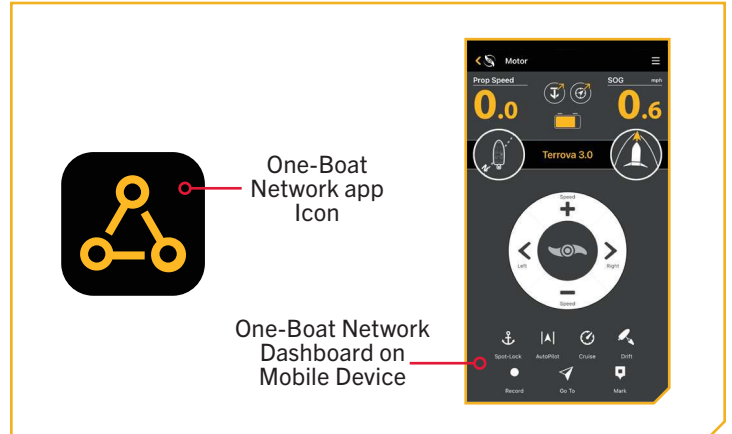 One-Boat
Network app
Icon
One-Boat Network
Dashboard on
Mobile Device
Motor
Prop Speed
SOG mph
0.0
0.6
N
Terrova 3.0
Speed
Left
Right
Speed
Spot-Lock AutoPilot Cruise Drift
Record Go To Mark